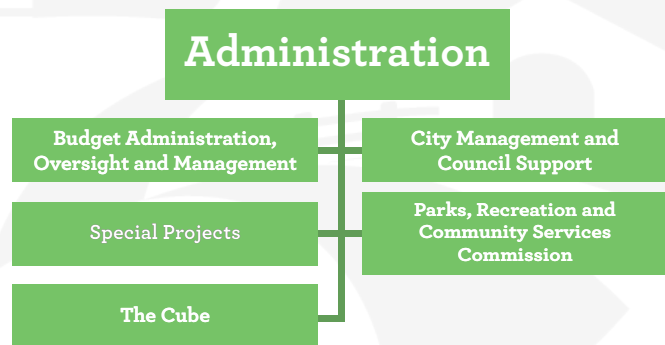 Administration
Budget Administration,
Oversight and Management
City Management and
Council Support
Special Projects
Parks, Recreation and
Community Services
Commission
The Cube